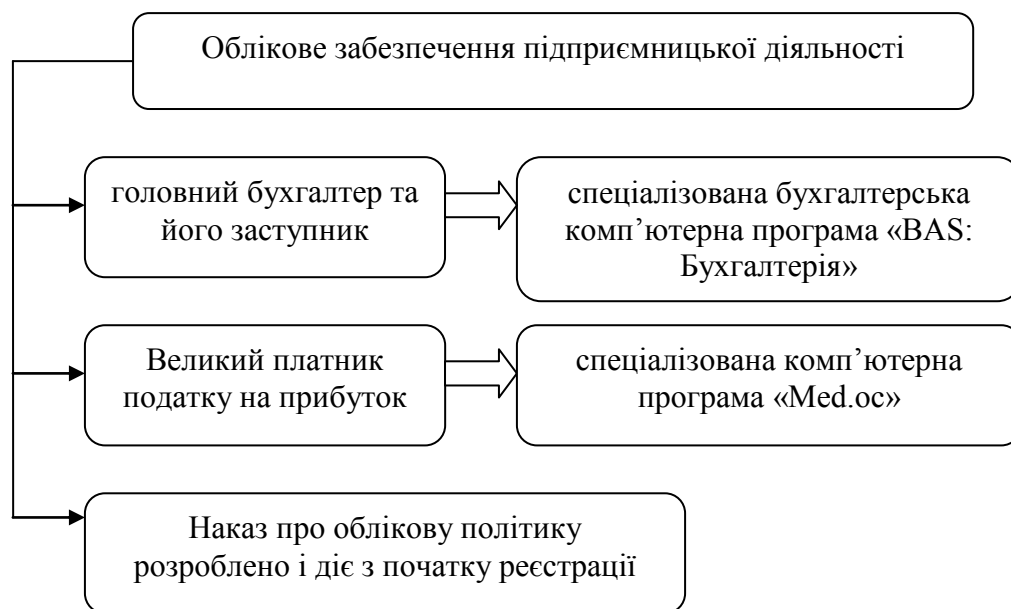 Облікове забезпечення підприємницької діяльності
головний бухгалтер та
його заступник
спеціалізована бухгалтерська
комп’ютерна програма «BAS:
Бухгалтерія»
Великий платник
податку на прибуток
спеціалізована комп’ютерна
програма «Med.oc»
Наказ про облікову політику
розроблено і діє з початку реєстрації